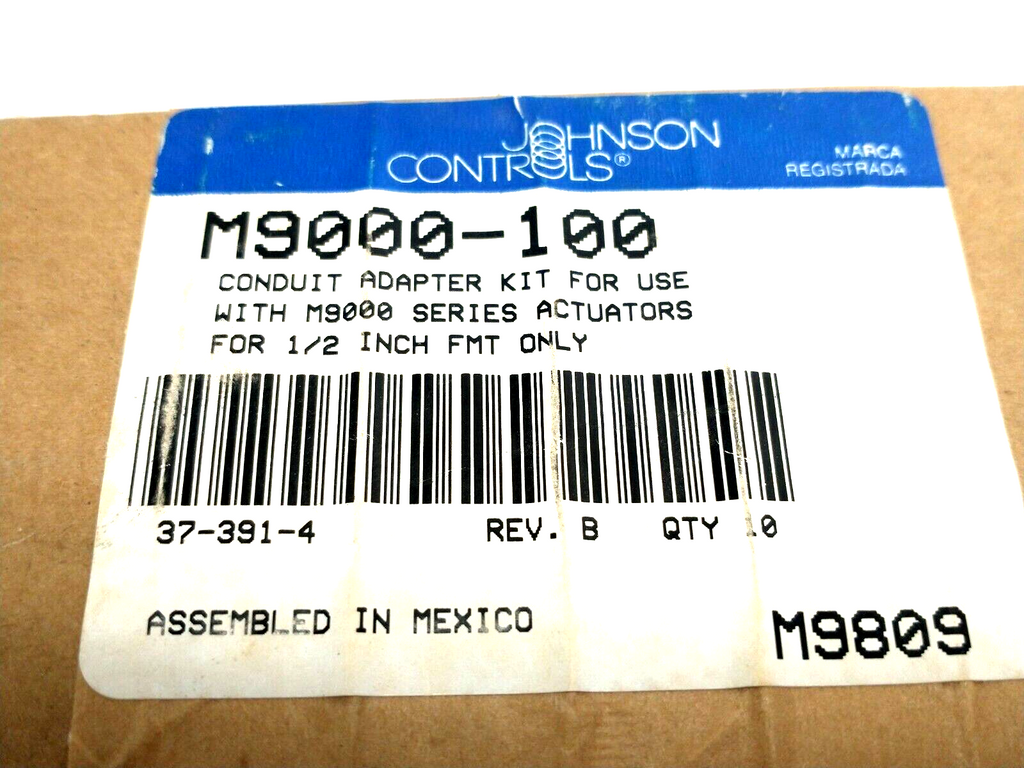 JOHNSON
CONTROLS®
MARCA
REGISTRADA
M9000-100
CONDUIT ADAPTER KIT FOR USE
WITH M9000 SERIES ACTUATORS
FOR 1/2 INCH FMT ONLY
37-391-4 REV. B QTY 10
ASSEMBLED IN MEXICO
M9809